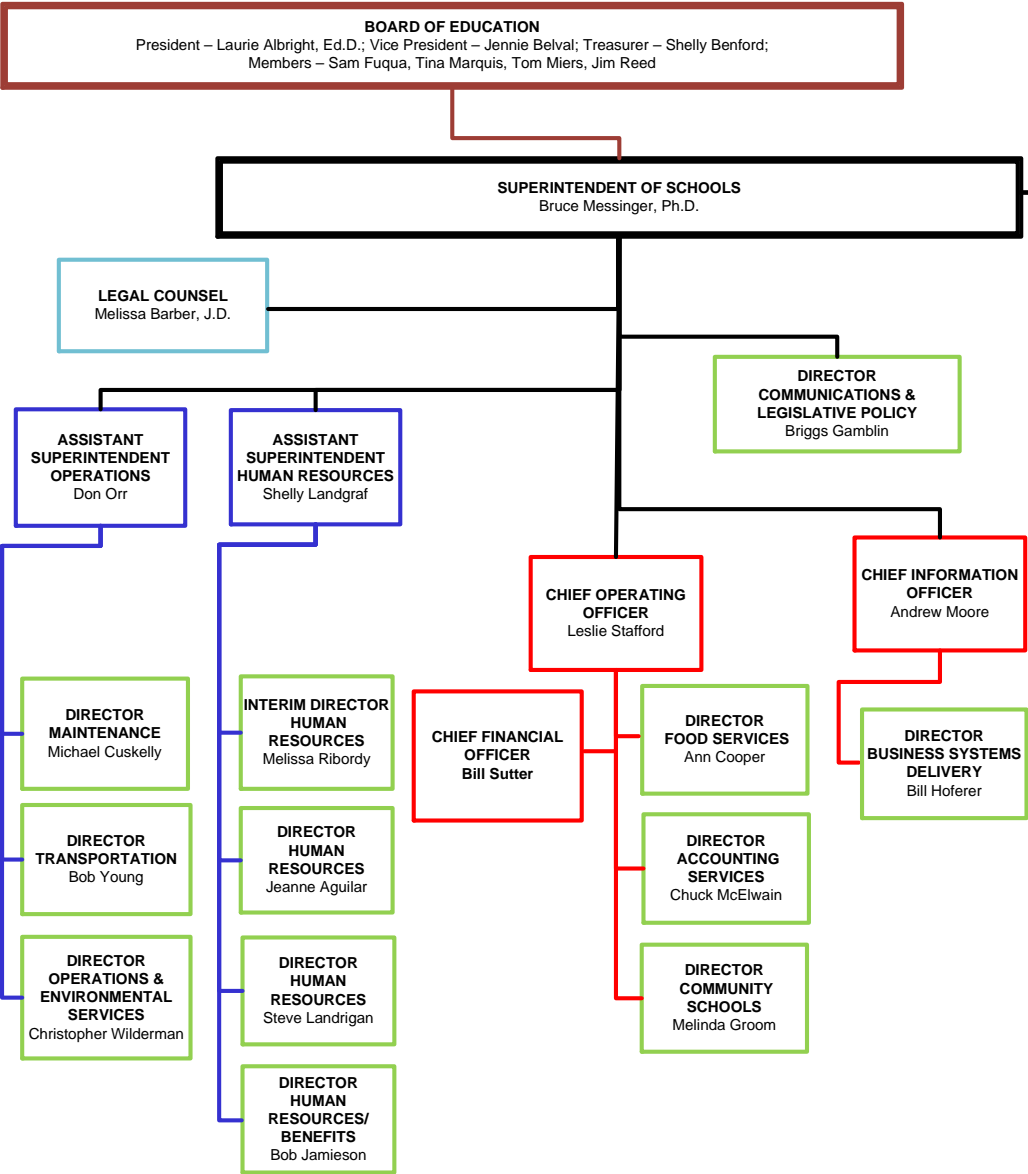 BOARD OF EDUCATION
President – Laurie Albright, Ed.D.; Vice President – Jennie Belval; Treasurer – Shelly Benford;
Members – Sam Fuqua, Tina Marquis, Tom Miers, Jim Reed
SUPERINTENDENT OF SCHOOLS
Bruce Messinger, Ph.D.
LEGAL COUNSEL
Melissa Barber, J.D.
DIRECTOR
COMMUNICATIONS &
LEGISLATIVE POLICY
Briggs Gamblin
ASSISTANT
SUPERINTENDENT
OPERATIONS
Don Orr
ASSISTANT
SUPERINTENDENT
HUMAN RESOURCES
Shelly Landgraf
CHIEF OPERATING
OFFICER
Leslie Stafford
CHIEF INFORMATION
OFFICER
Andrew Moore
DIRECTOR
MAINTENANCE
Michael Cuskelly
INTERIM DIRECTOR
HUMAN
RESOURCES
Melissa Ribordy
CHIEF FINANCIAL
OFFICER
Bill Sutter
DIRECTOR
FOOD SERVICES
Ann Cooper
DIRECTOR
BUSINESS SYSTEMS
DELIVERY
Bill Hoferer
DIRECTOR
TRANSPORTATION
Bob Young
DIRECTOR
HUMAN
RESOURCES
Jeanne Aguilar
DIRECTOR
ACCOUNTING
SERVICES
Chuck McElwain
DIRECTOR
OPERATIONS &
ENVIRONMENTAL
SERVICES
Christopher Wilderman
DIRECTOR
HUMAN
RESOURCES
Steve Landrigan
DIRECTOR
COMMUNITY
SCHOOLS
Melinda Groom
DIRECTOR
HUMAN
RESOURCES/
BENEFITS
Bob Jamieson